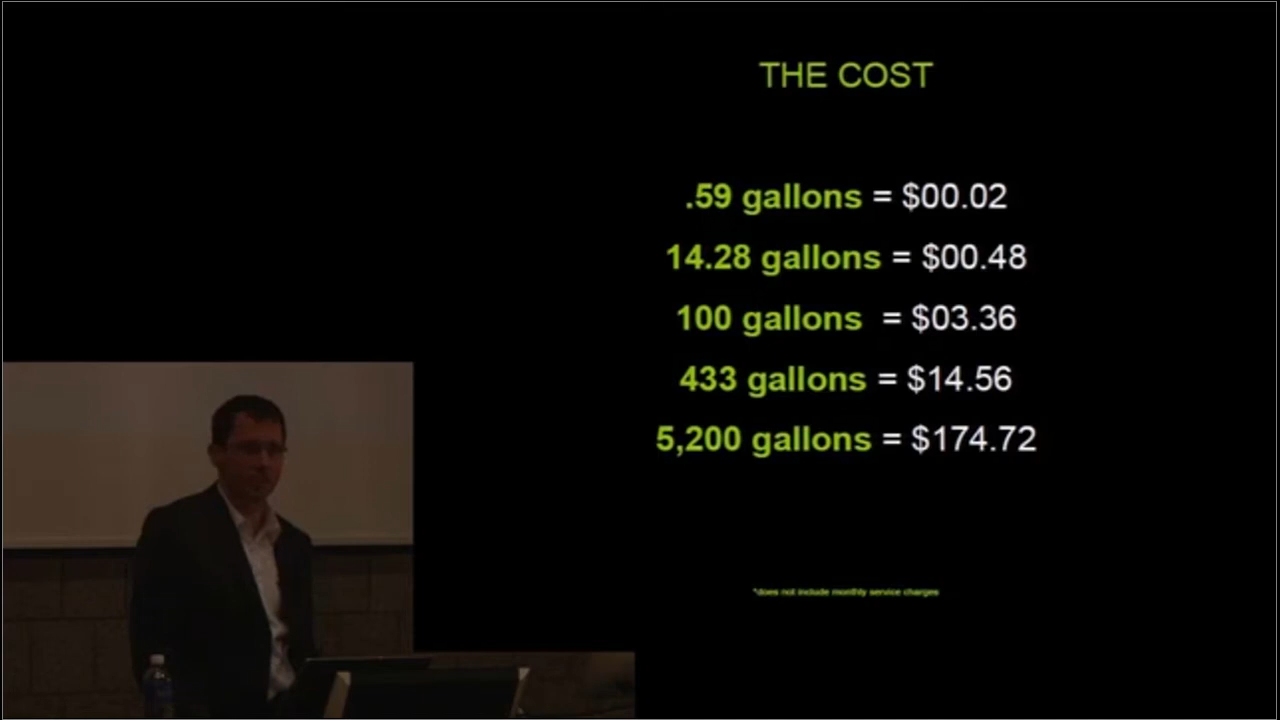 THE COST
.59 gallons = $00.02
14.28 gallons = $00.48
100 gallons = $03.36
433 gallons = $14.56
5,200 gallons = $174.72
*does not include monthly service charges